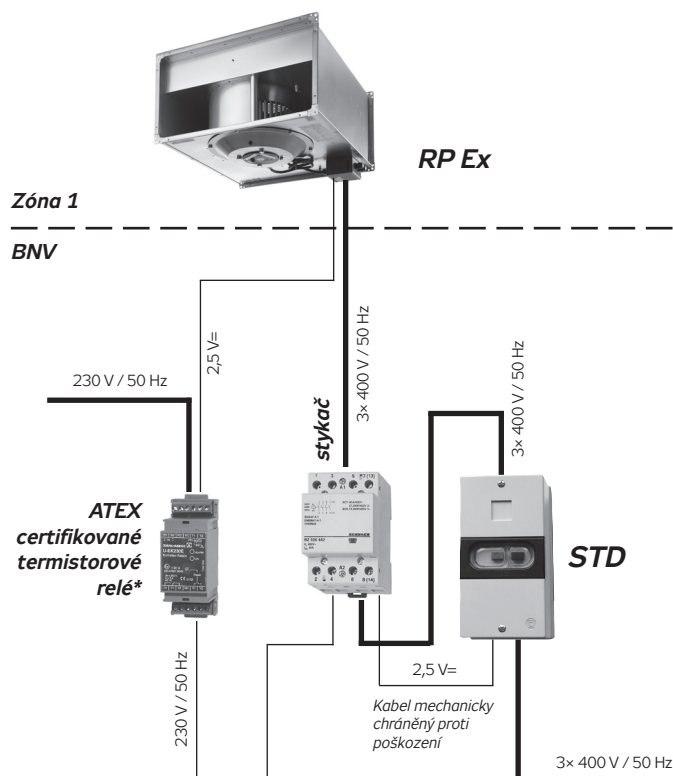 RP Ex
Zóna 1
BNV
2,5 V=
230 V / 50 Hz
3× 400 V / 50 Hz
3× 400 V / 50 Hz
stykač
ATEX
certifikované
termistorové
relé*
STD
230 V / 50 Hz
2,5 V=
Kabel mechanicky
chráněný proti
poškození
3× 400 V / 50 Hz